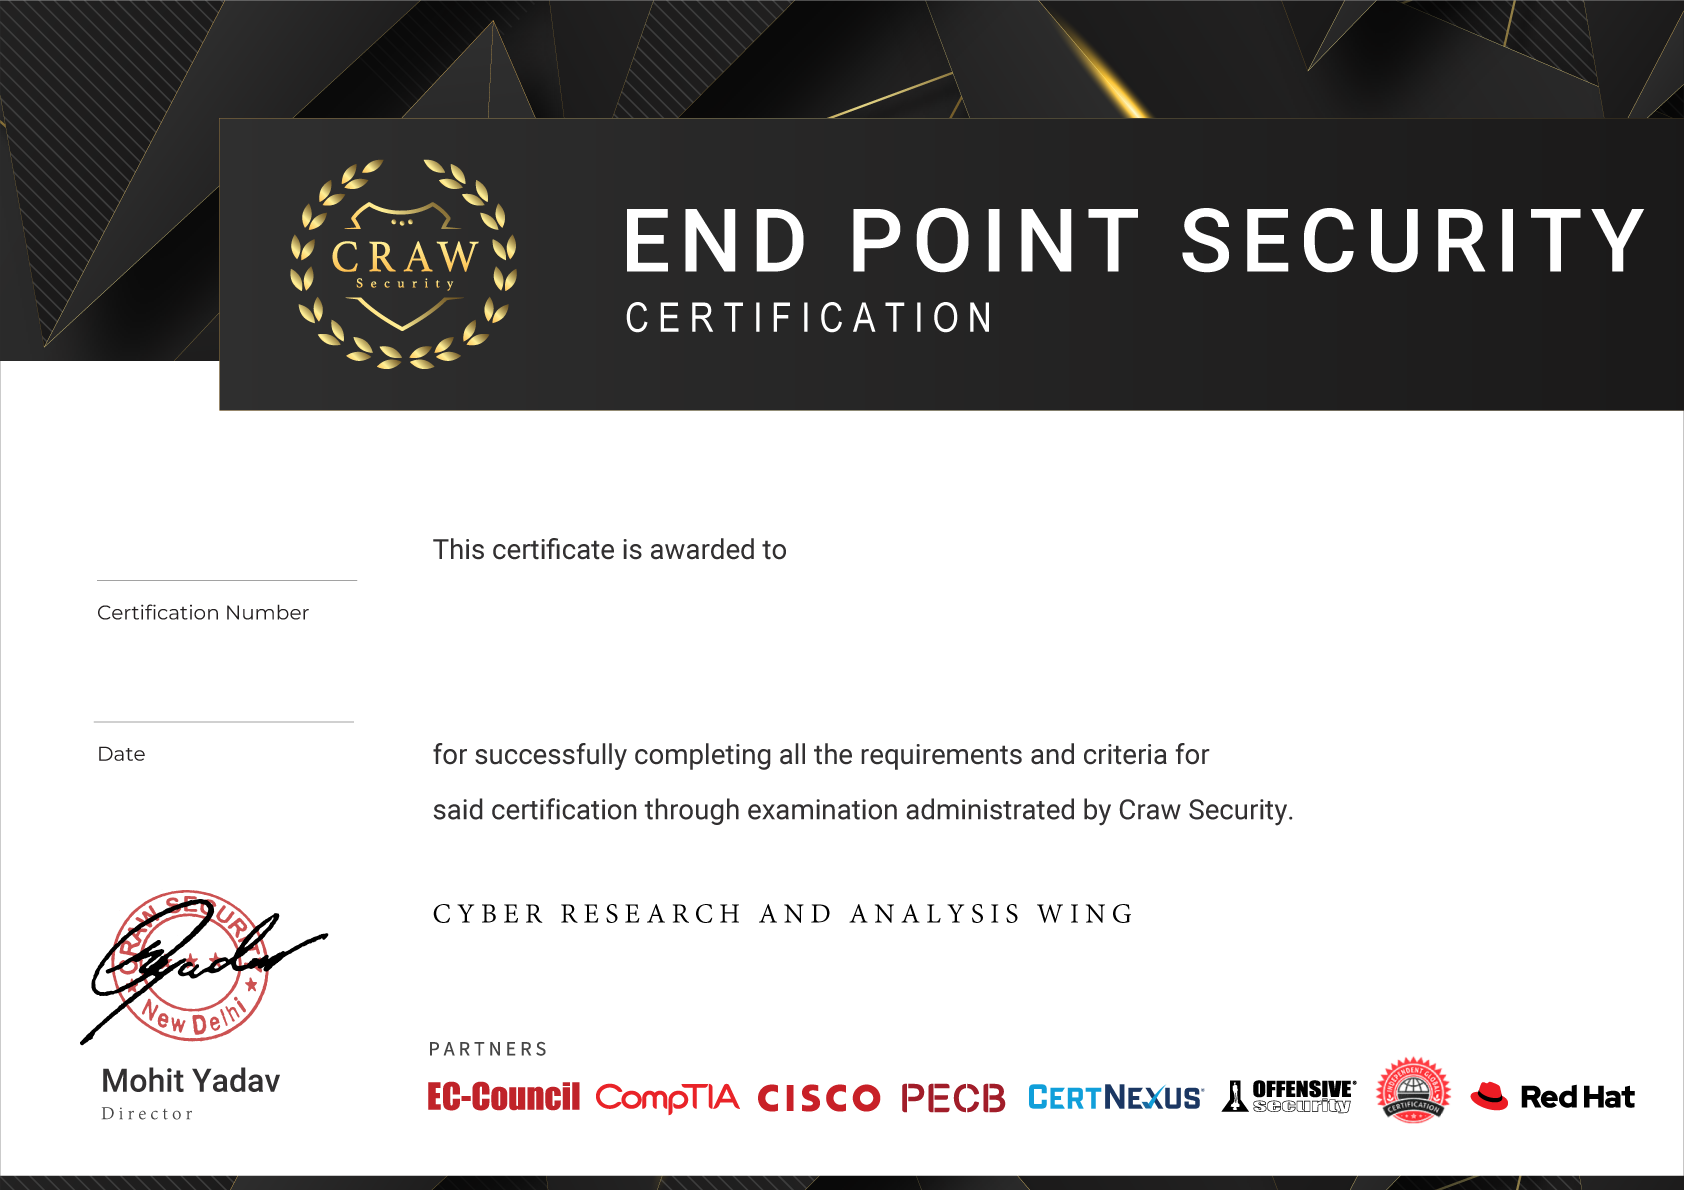 CRAW
Security
END POINT SECURITY
CERTIFICATION
This certificate is awarded to
Certification Number
Date
for successfully completing all the requirements and criteria for
said certification through examination administrated by Craw Security.
CYBER RESEARCH AND ANALYSIS WING
CRAW SECURITY
New Delhi
Mohit Yadav
Director
PARTNERS
EC-Council CompTIA CISCO PECB CERTNEXUS OFFENSIVE security INDEPENDENT GLOBAL CERTIFICATION Red Hat